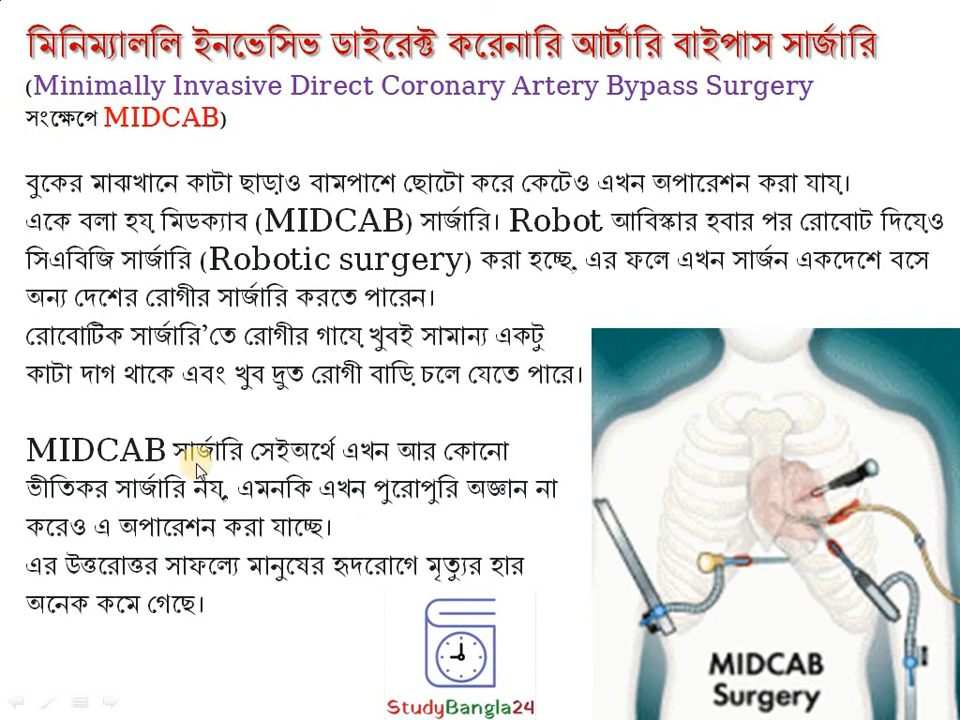 মিনিম্যাললি ইনভেসিভ ডাইরেক্ট করেনারি আর্টারি বাইপাস সার্জারি
(Minimally Invasive Direct Coronary Artery Bypass Surgery
সংক্ষেপে MIDCAB)
বুকের মাঝখানে কাটা ছাড়াও বামপাশে ছোটো করে কেটেও এখন অপারেশন করা যায়।
একে বলা হয় মিডক্যাব (MIDCAB) সার্জারি। Robot আবিস্কার হবার পর রোবোট দিয়েও
সিএবিজি সার্জারি (Robotic surgery) করা হচ্ছে, এর ফলে এখন সার্জন একদেশে বসে
অন্য দেশের রোগীর সার্জারি করতে পারেন।
রোবোটিক সার্জারি’তে রোগীর গায়ে খুবই সামান্য একটু
কাটা দাগ থাকে এবং খুব দ্রুত রোগী বাড়ি চলে যেতে পারে।
MIDCAB সার্জারি সেইঅর্থে এখন আর কোনো
ভীতিকর সার্জারি নয়, এমনকি এখন পুরোপুরি অজ্ঞান না
করেও এ অপারেশন করা যাচ্ছে।
এর উত্তরোত্তর সাফল্যে মানুষের হৃদরোগে মৃত্যুর হার
অনেক কমে গেছে।
MIDCAB
Surgery
StudyBangla24